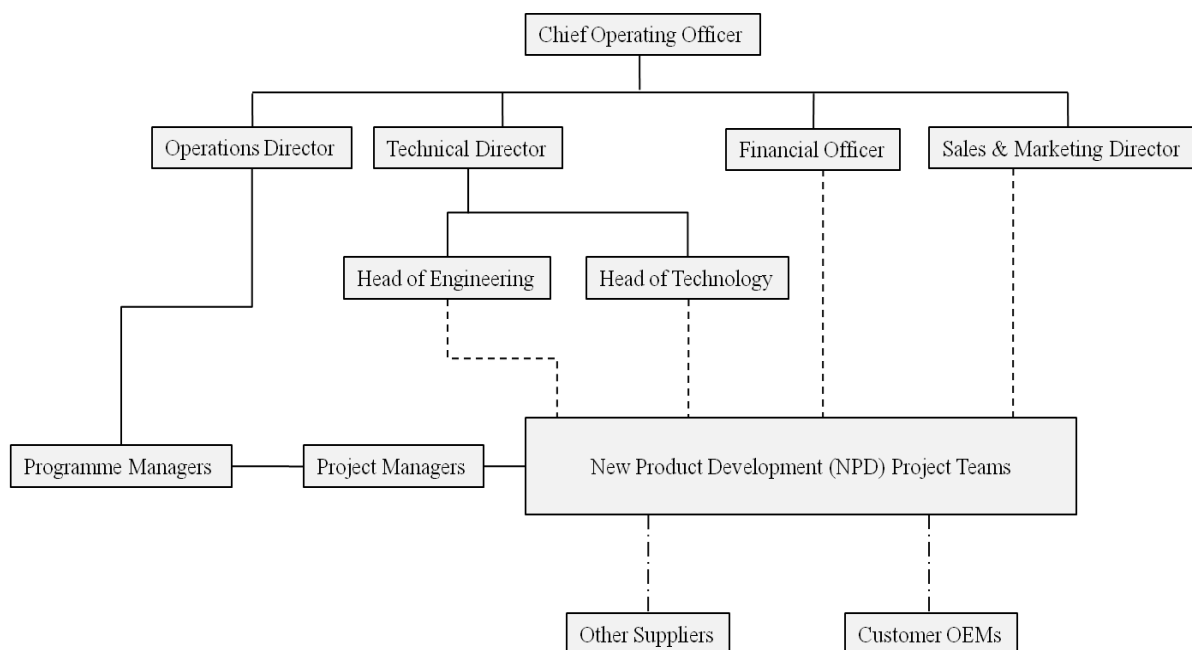 Chief Operating Officer
Operations Director
Technical Director
Financial Officer
Sales & Marketing Director
Head of Engineering
Head of Technology
Programme Managers
Project Managers
New Product Development (NPD) Project Teams
Other Suppliers
Customer OEMs